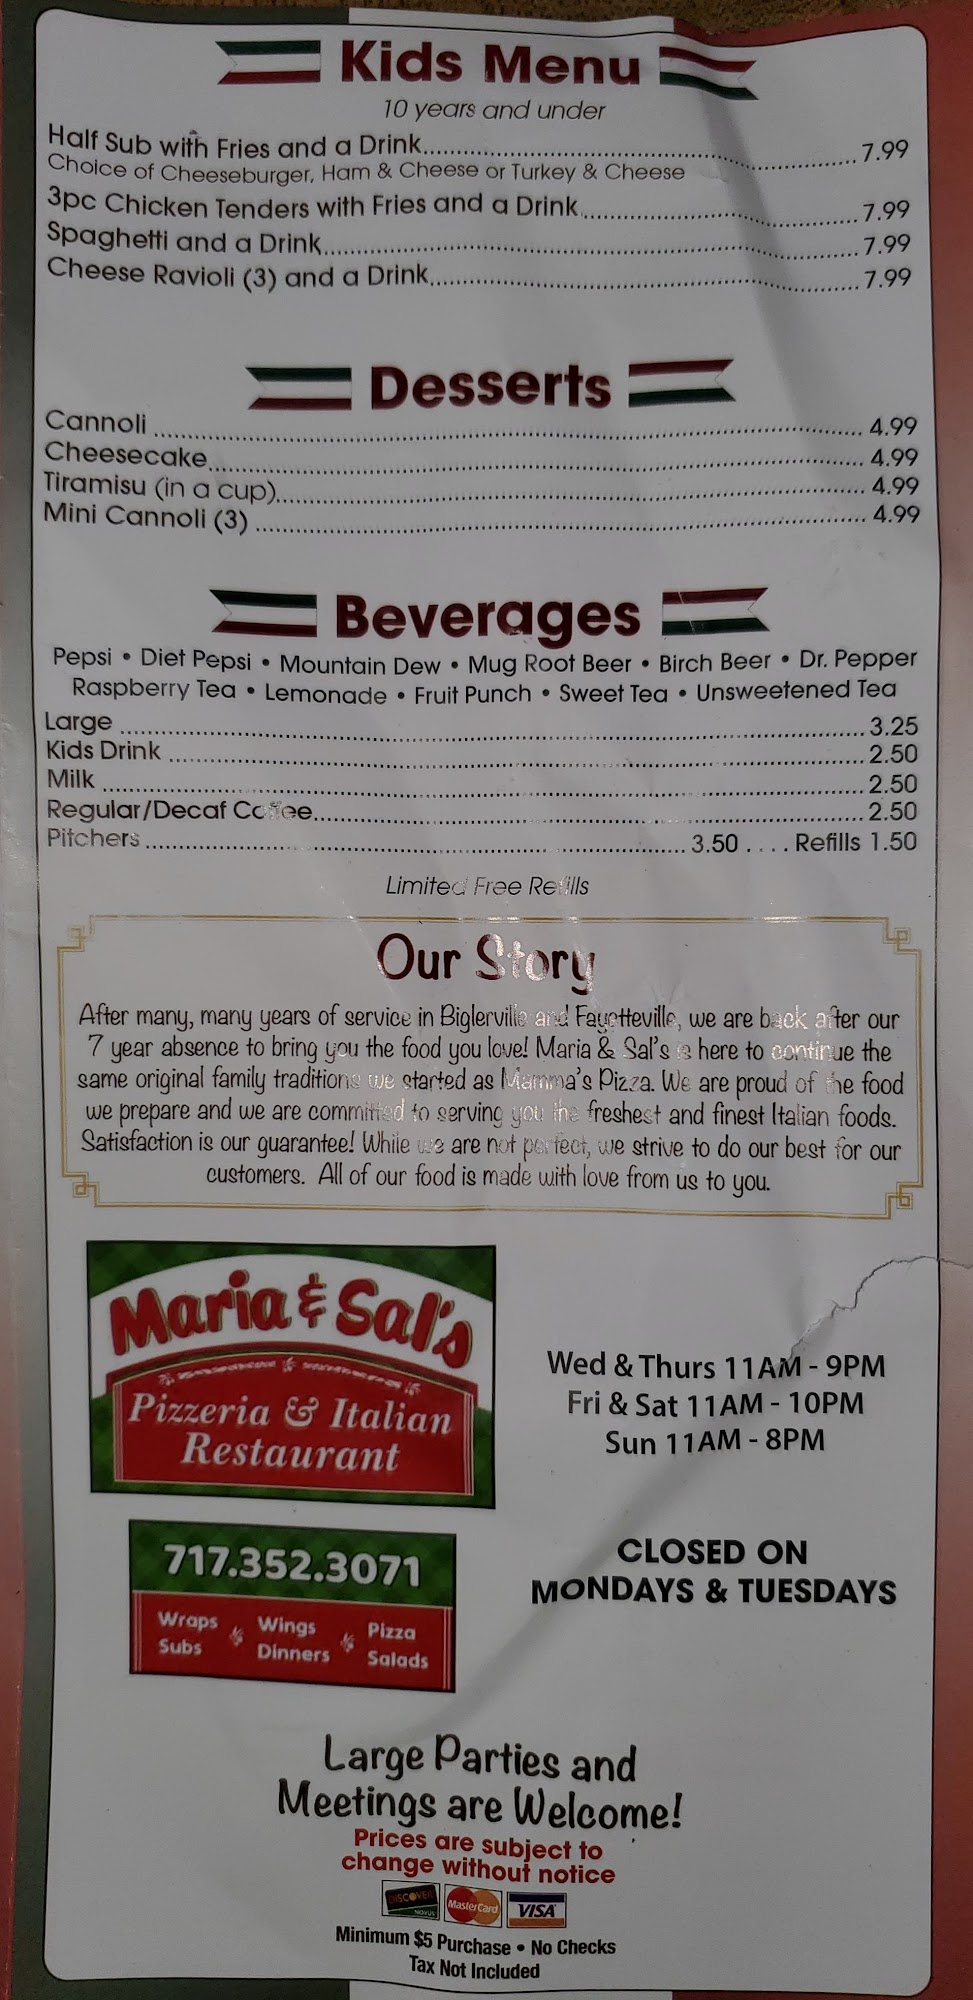 Kids Menu
10 years and under
Half Sub with Fries and a Drink 7.99
Choice of Cheeseburger, Ham & Cheese or Turkey & Cheese
3pc Chicken Tenders with Fries and a Drink 7.99
Spaghetti and a Drink 7.99
Cheese Ravioli (3) and a Drink 7.99
Desserts
Cannoli 4.99
Cheesecake 4.99
Tiramisu (in a cup) 4.99
Mini Cannoli (3) 4.99
Beverages
Pepsi • Diet Pepsi • Mountain Dew • Mug Root Beer • Birch Beer • Dr. Pepper
Raspberry Tea • Lemonade • Fruit Punch • Sweet Tea • Unsweetened Tea
Large 3.25
Kids Drink 2.50
Milk 2.50
Regular/Decaf Coffee 2.50
Pitchers 3.50 .... Refills 1.50
Limited Free Refills
Our Story
After many, many years of service in Biglerville and Fayetteville, we are back after our
7 year absence to bring you the food you love! Maria & Sal's is here to continue the
same original family traditions we started as Mamma's Pizza. We are proud of the food
we prepare and we are committed to serving you the freshest and finest Italian foods.
Satisfaction is our guarantee! While we are not perfect, we strive to do our best for our
customers. All of our food is made with love from us to you.
Maria & Sal's
Pizzeria & Italian
Restaurant
Wed & Thurs 11AM - 9PM
Fri & Sat 11AM - 10PM
Sun 11AM - 8PM
717.352.3071
Wraps Wings Pizza
Subs Dinners Salads
CLOSED ON
MONDAYS & TUESDAYS
Large Parties and
Meetings are Welcome!
Prices are subject to
change without notice
DISCOVER NOVUS MasterCard VISA
Minimum $5 Purchase • No Checks
Tax Not Included